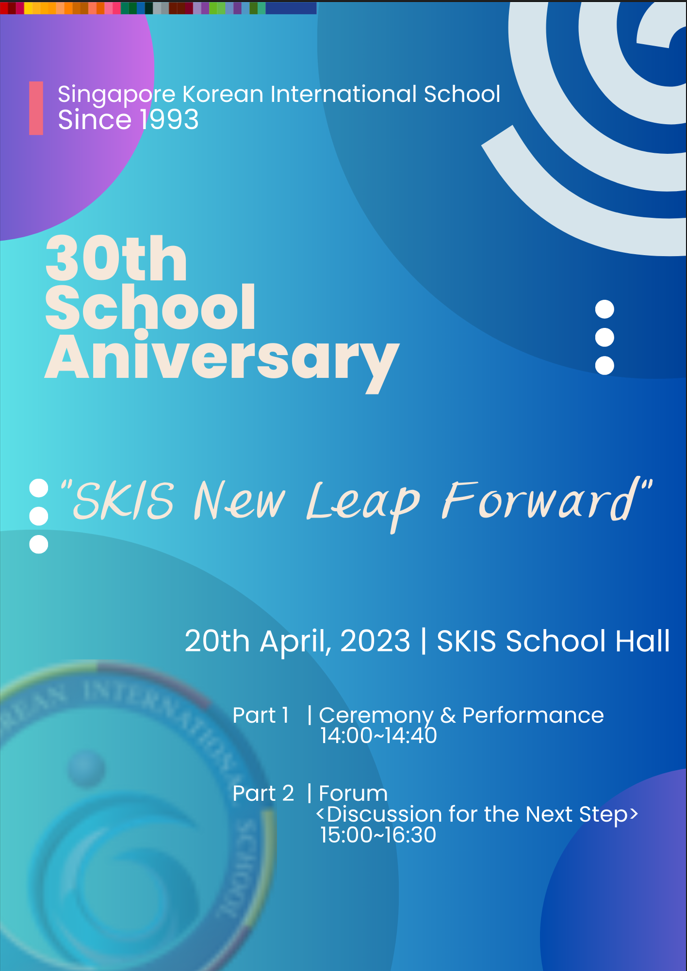 Singapore Korean International School
Since 1993
30th
School
Aniversary
"SKIS New Leap Forward"
20th April, 2023 | SKIS School Hall
Part 1 | Ceremony & Performance
14:00~14:40
Part 2 | Forum
<Discussion for the Next Step>
15:00~16:30
INTERNATIONAL SCHOOL